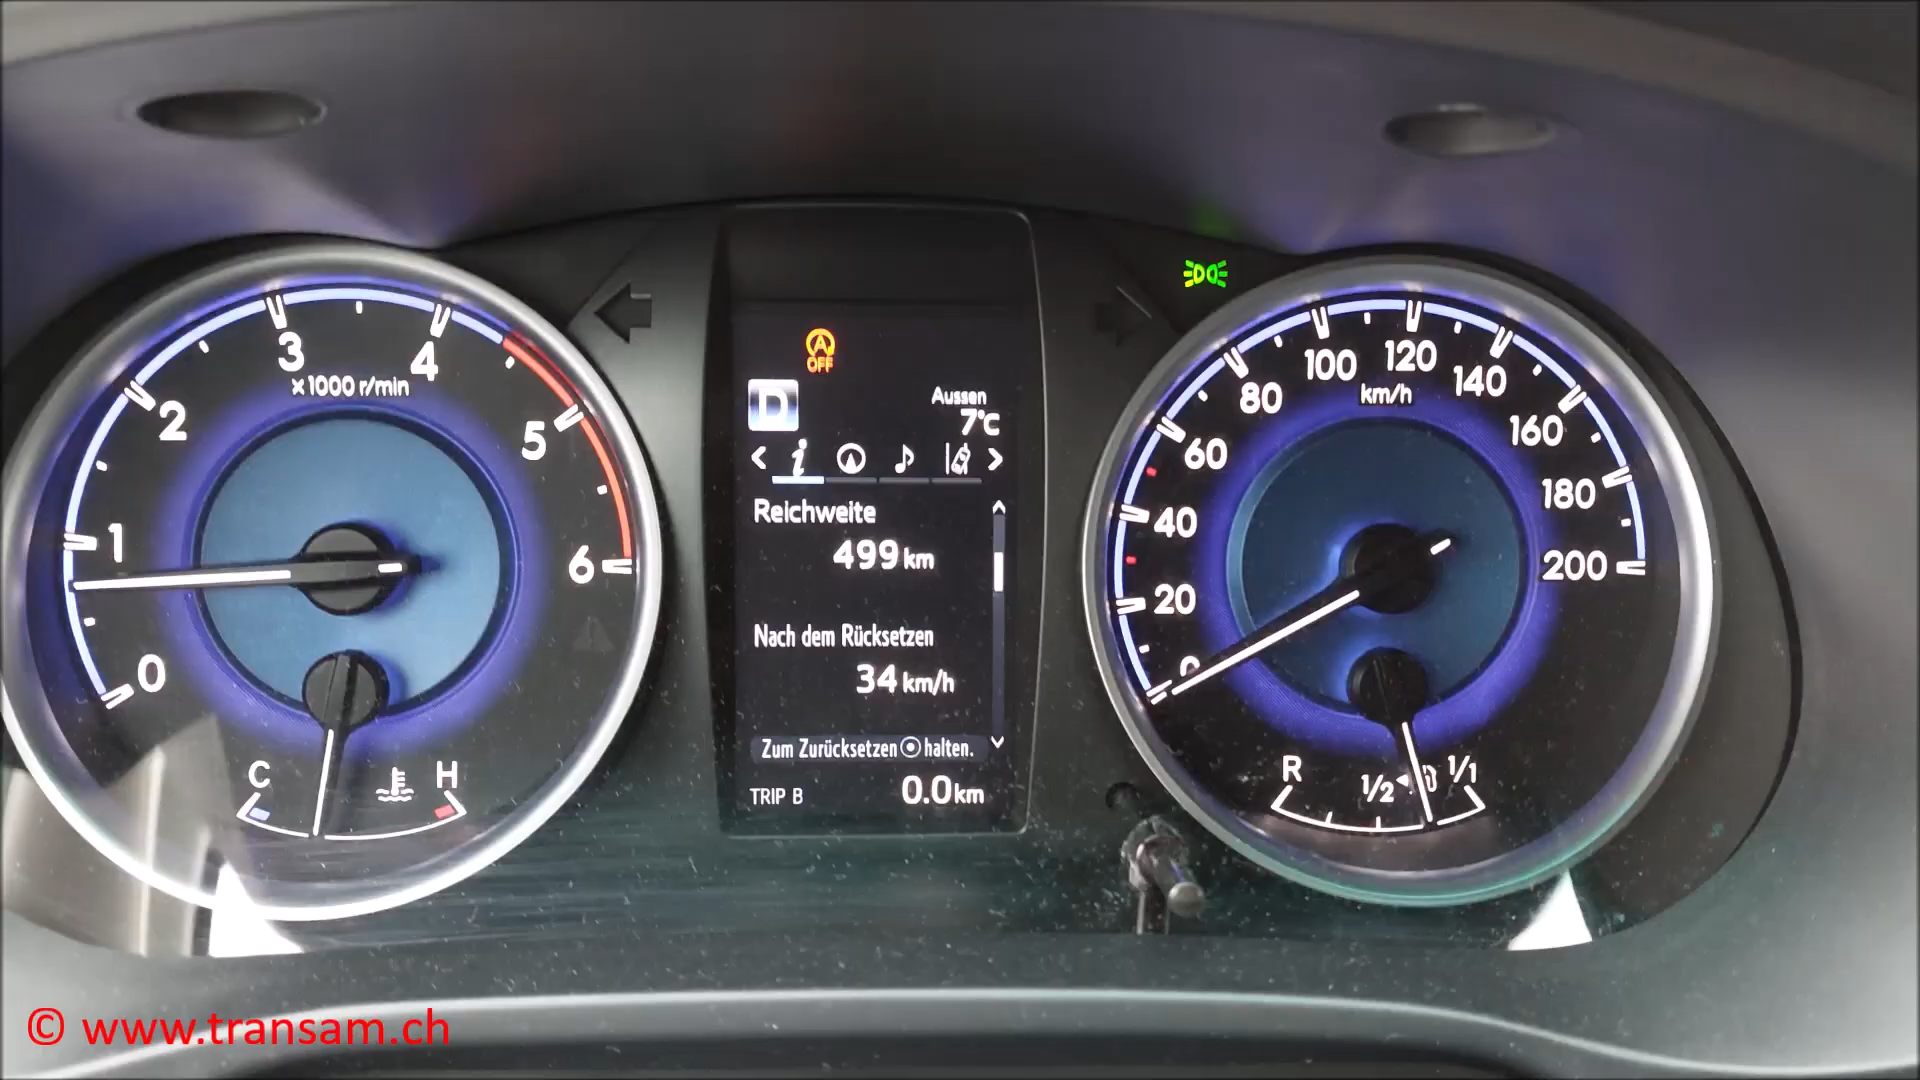 0
1
2
3
4
5
6
x1000 r/min
C
H
A
OFF
D
Aussen
7°C
Reichweite
499 km
Nach dem Rücksetzen
34 km/h
Zum Zurücksetzen halten.
TRIP B
0.0 km
0
20
40
60
80
100
120
140
160
180
200
km/h
R
1/2
1/1
© www.transam.ch